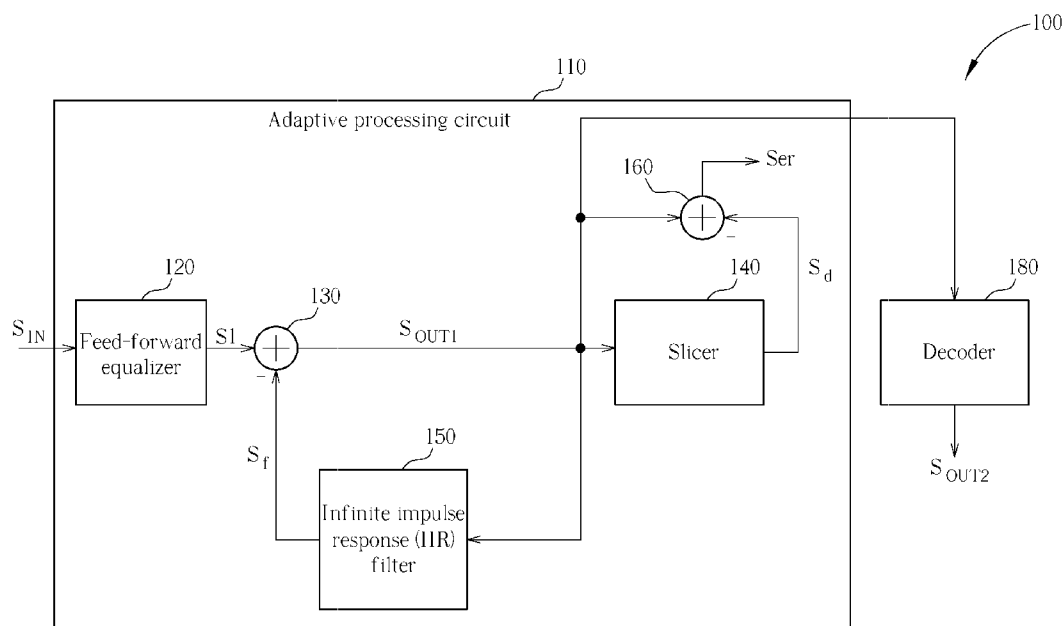 100
110
Adaptive processing circuit
160
Ser
-
S_d
120
130
140
180
S_IN
Feed-forward
equalizer
S1
-
S_OUT1
Slicer
Decoder
S_f
150
S_OUT2
Infinite impulse
response (IIR)
filter